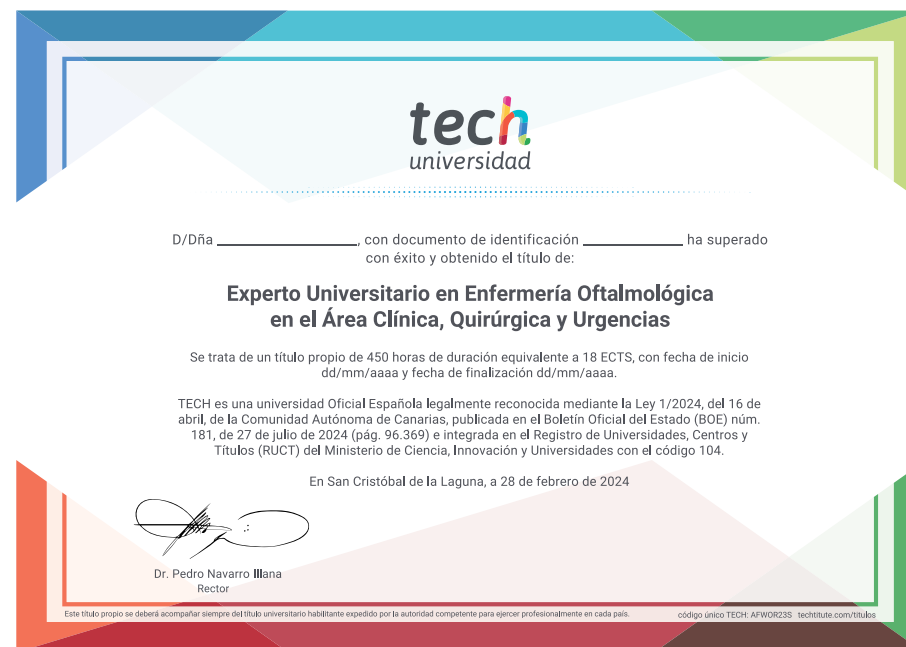 tech
universidad
D/Dña ____________________, con documento de identificación ______________ ha superado
con éxito y obtenido el título de:
Experto Universitario en Enfermería Oftalmológica
en el Área Clínica, Quirúrgica y Urgencias
Se trata de un título propio de 450 horas de duración equivalente a 18 ECTS, con fecha de inicio
dd/mm/aaaa y fecha de finalización dd/mm/aaaa.
TECH es una universidad Oficial Española legalmente reconocida mediante la Ley 1/2024, del 16 de
abril, de la Comunidad Autónoma de Canarias, publicada en el Boletín Oficial del Estado (BOE) núm.
181, de 27 de julio de 2024 (pág. 96.369) e integrada en el Registro de Universidades, Centros y
Títulos (RUCT) del Ministerio de Ciencia, Innovación y Universidades con el código 104.
En San Cristóbal de la Laguna, a 28 de febrero de 2024
Dr. Pedro Navarro Illana
Rector
Este título propio se deberá acompañar siempre del título universitario habilitante expedido por la autoridad competente para ejercer profesionalmente en cada país.
código único TECH: AFWOR23S techtitute.com/titulos